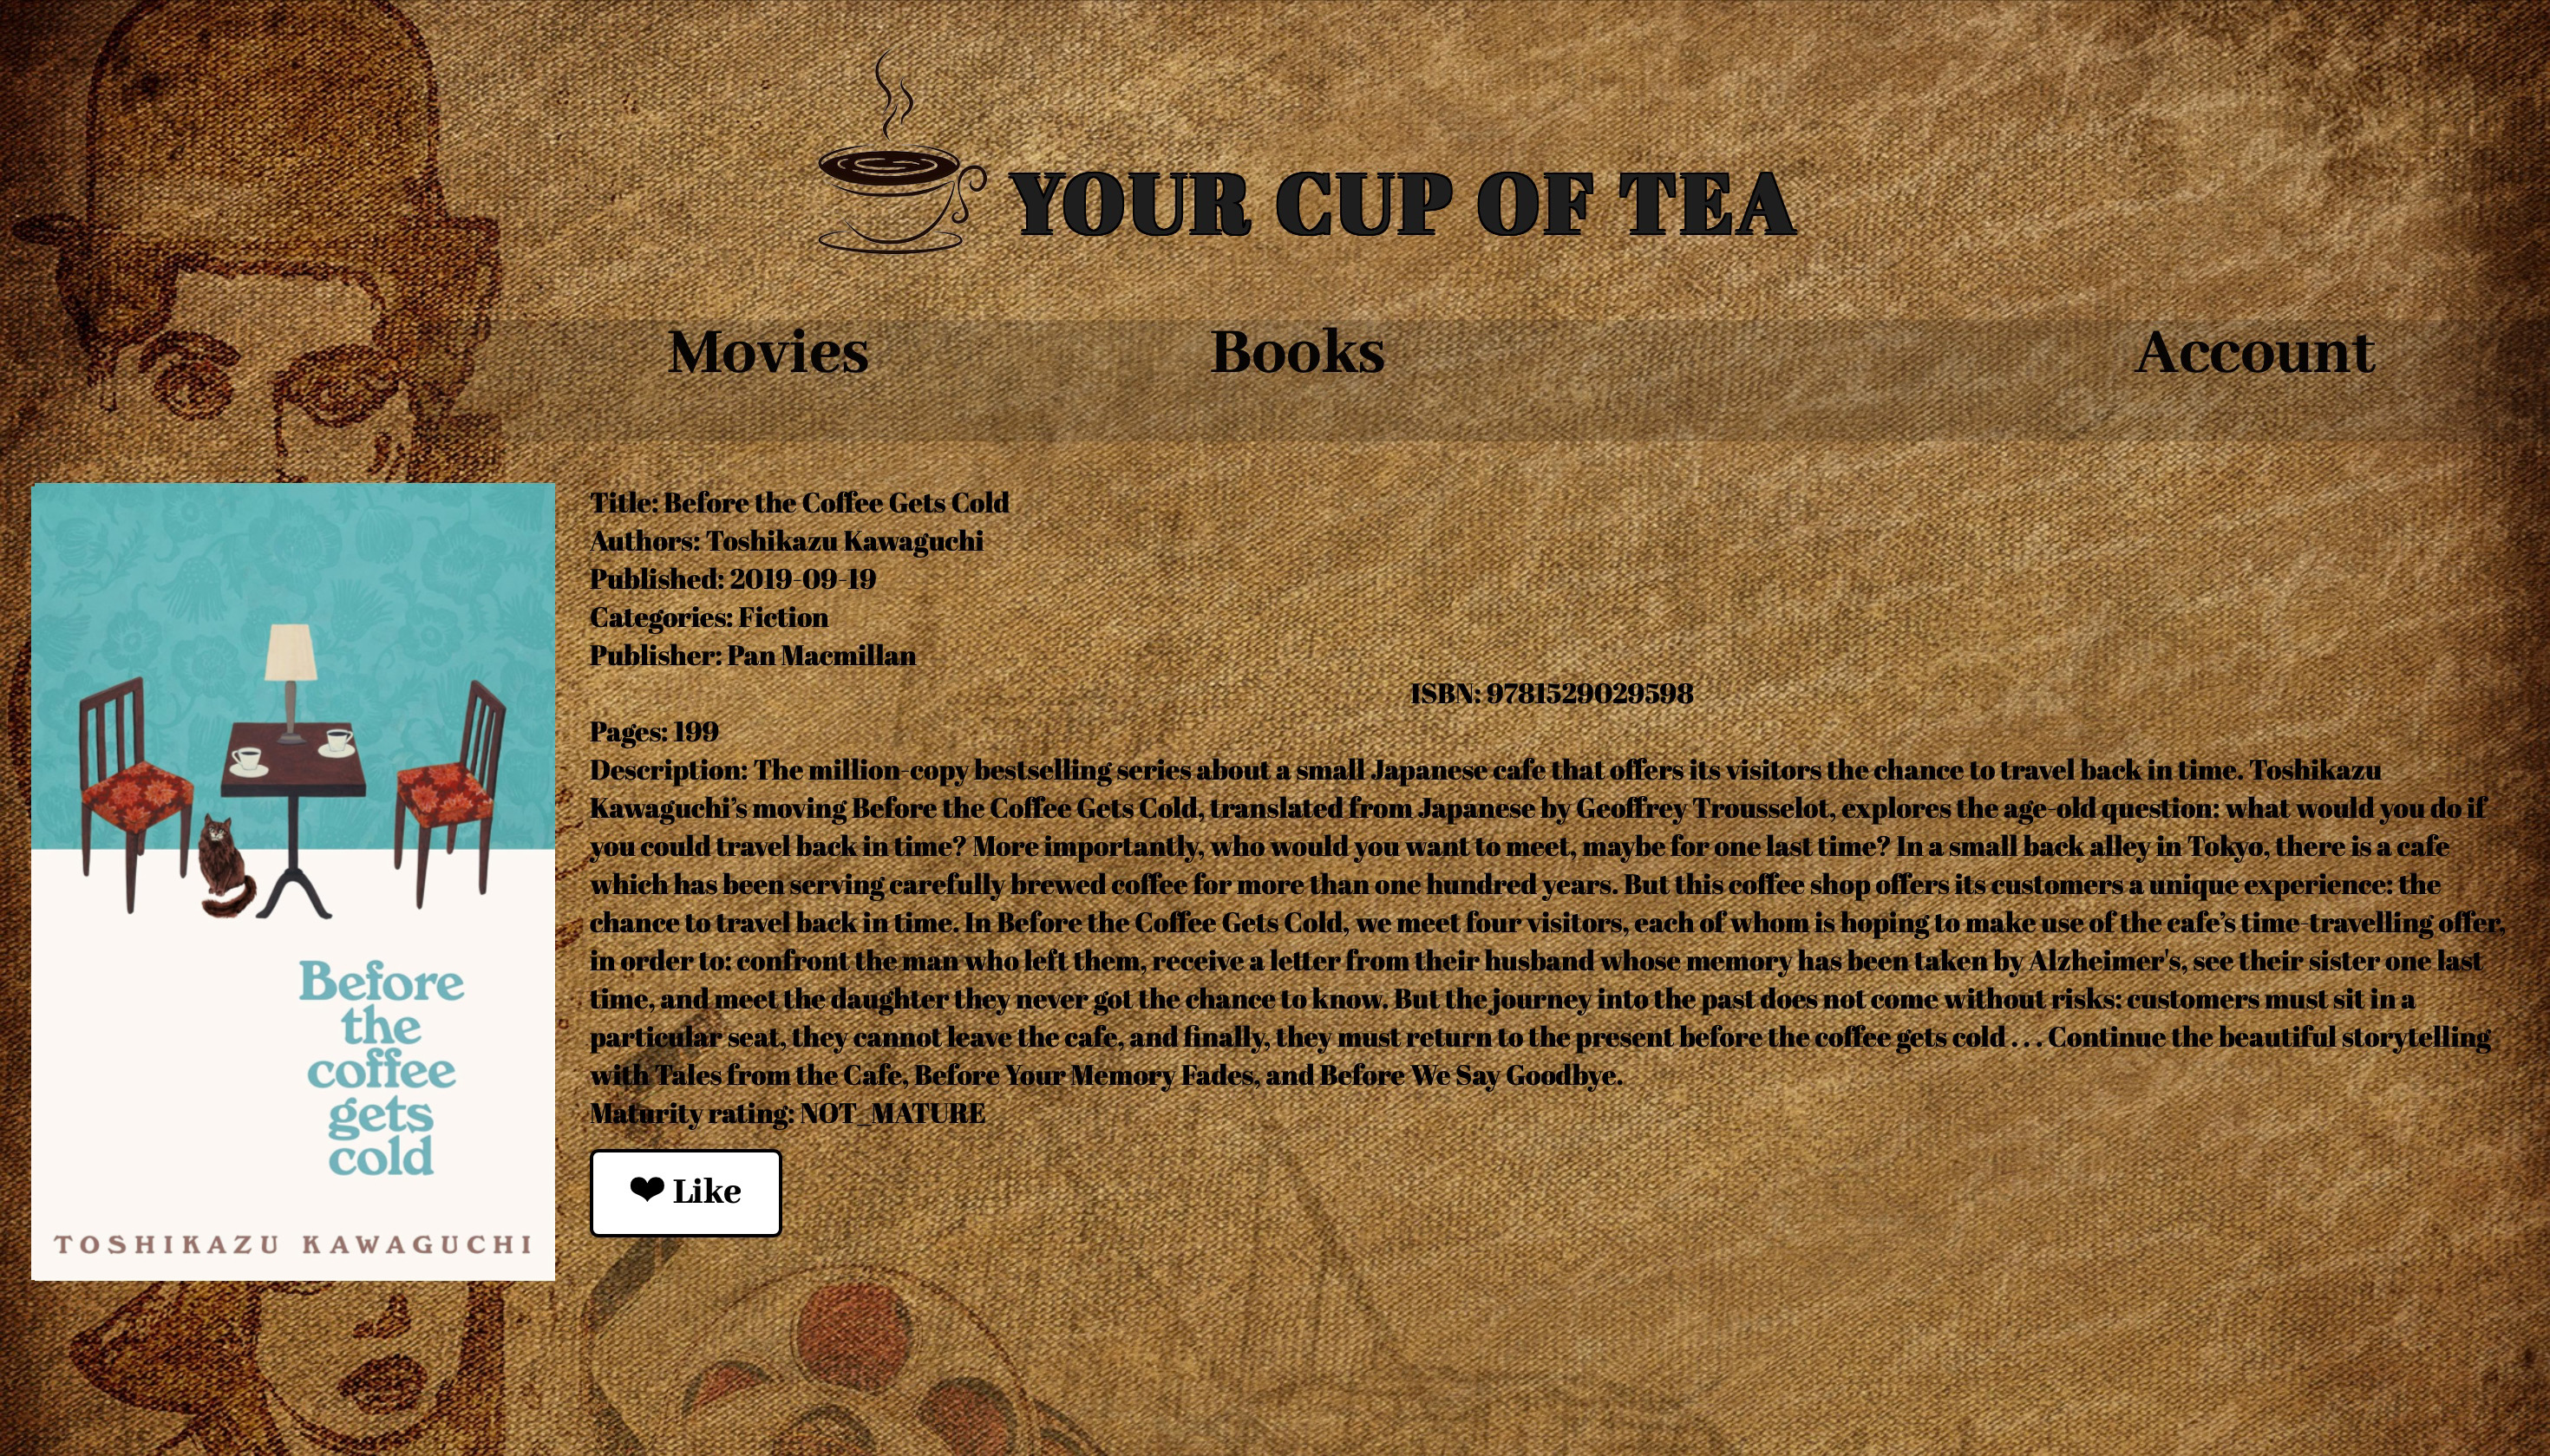 YOUR CUP OF TEA
Movies Books Account
Title: Before the Coffee Gets Cold
Authors: Toshikazu Kawaguchi
Published: 2019-09-19
Categories: Fiction
Publisher: Pan Macmillan
ISBN: 9781529029598
Pages: 199
Description: The million-copy bestselling series about a small Japanese cafe that offers its visitors the chance to travel back in time. Toshikazu
Kawaguchi’s moving Before the Coffee Gets Cold, translated from Japanese by Geoffrey Trousselot, explores the age-old question: what would you do if
you could travel back in time? More importantly, who would you want to meet, maybe for one last time? In a small back alley in Tokyo, there is a cafe
which has been serving carefully brewed coffee for more than one hundred years. But this coffee shop offers its customers a unique experience: the
chance to travel back in time. In Before the Coffee Gets Cold, we meet four visitors, each of whom is hoping to make use of the cafe’s time-travelling offer,
in order to: confront the man who left them, receive a letter from their husband whose memory has been taken by Alzheimer's, see their sister one last
time, and meet the daughter they never got the chance to know. But the journey into the past does not come without risks: customers must sit in a
particular seat, they cannot leave the cafe, and finally, they must return to the present before the coffee gets cold . . . Continue the beautiful storytelling
with Tales from the Cafe, Before Your Memory Fades, and Before We Say Goodbye.
Maturity rating: NOT_MATURE
❤ Like
Before
the
coffee
gets
cold
TOSHIKAZU KAWAGUCHI